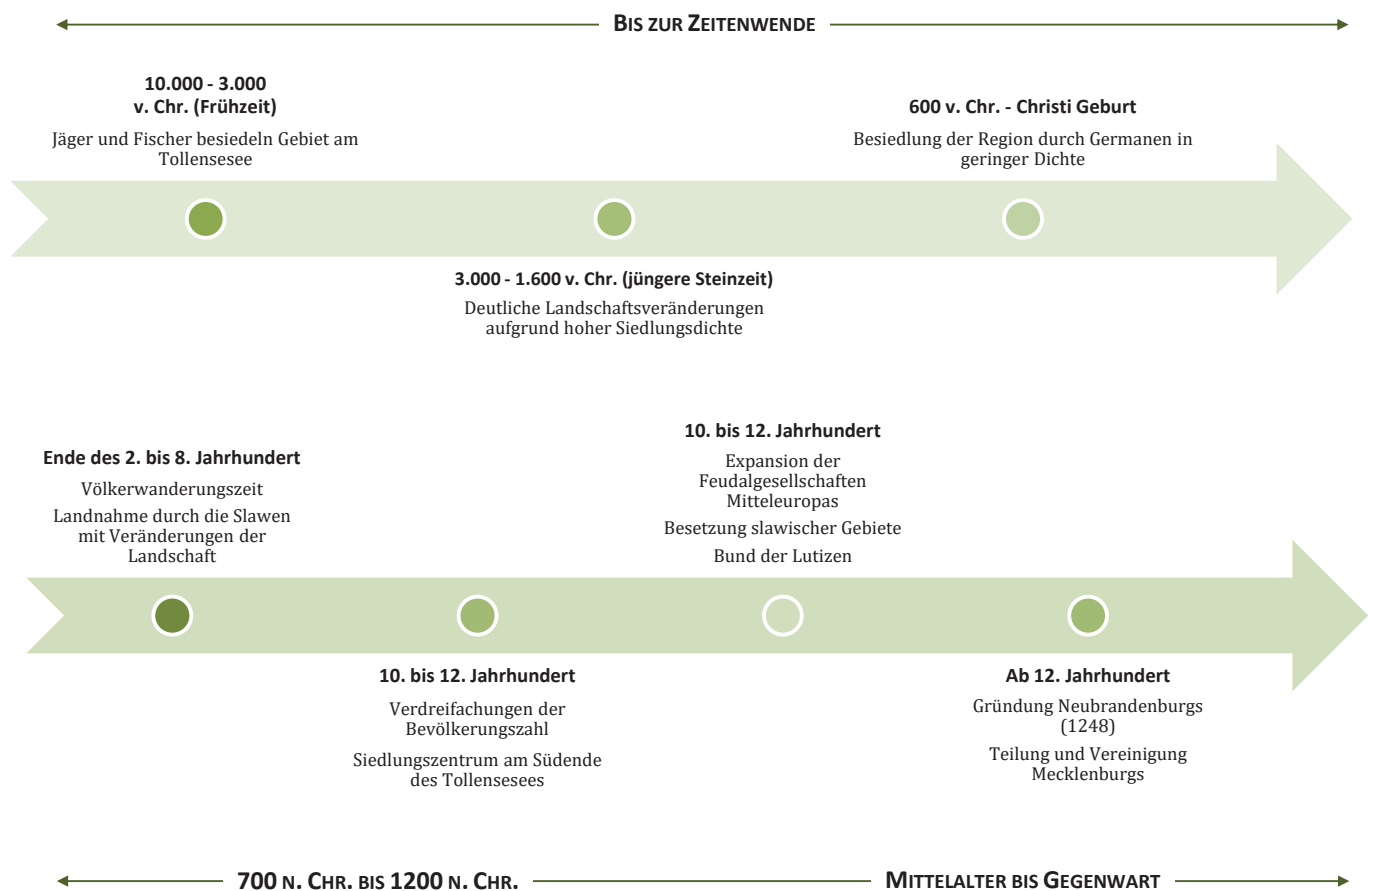 BIS ZUR ZEITENWENDE
10.000 - 3.000
v. Chr. (Frühzeit)
Jäger und Fischer besiedeln Gebiet am
Tollensesee
600 v. Chr. - Christi Geburt
Besiedlung der Region durch Germanen in
geringer Dichte
3.000 - 1.600 v. Chr. (jüngere Steinzeit)
Deutliche Landschaftsveränderungen
aufgrund hoher Siedlungsdichte
Ende des 2. bis 8. Jahrhundert
Völkerwanderungszeit
Landnahme durch die Slawen
mit Veränderungen der
Landschaft
10. bis 12. Jahrhundert
Expansion der
Feudalgesellschaften
Mitteleuropas
Besetzung slawischer Gebiete
Bund der Lutizen
10. bis 12. Jahrhundert
Verdreifachungen der
Bevölkerungszahl
Siedlungszentrum am Südende
des Tollensesees
Ab 12. Jahrhundert
Gründung Neubrandenburgs
(1248)
Teilung und Vereinigung
Mecklenburgs
700 N. CHR. BIS 1200 N. CHR.
MITTELALTER BIS GEGENWART